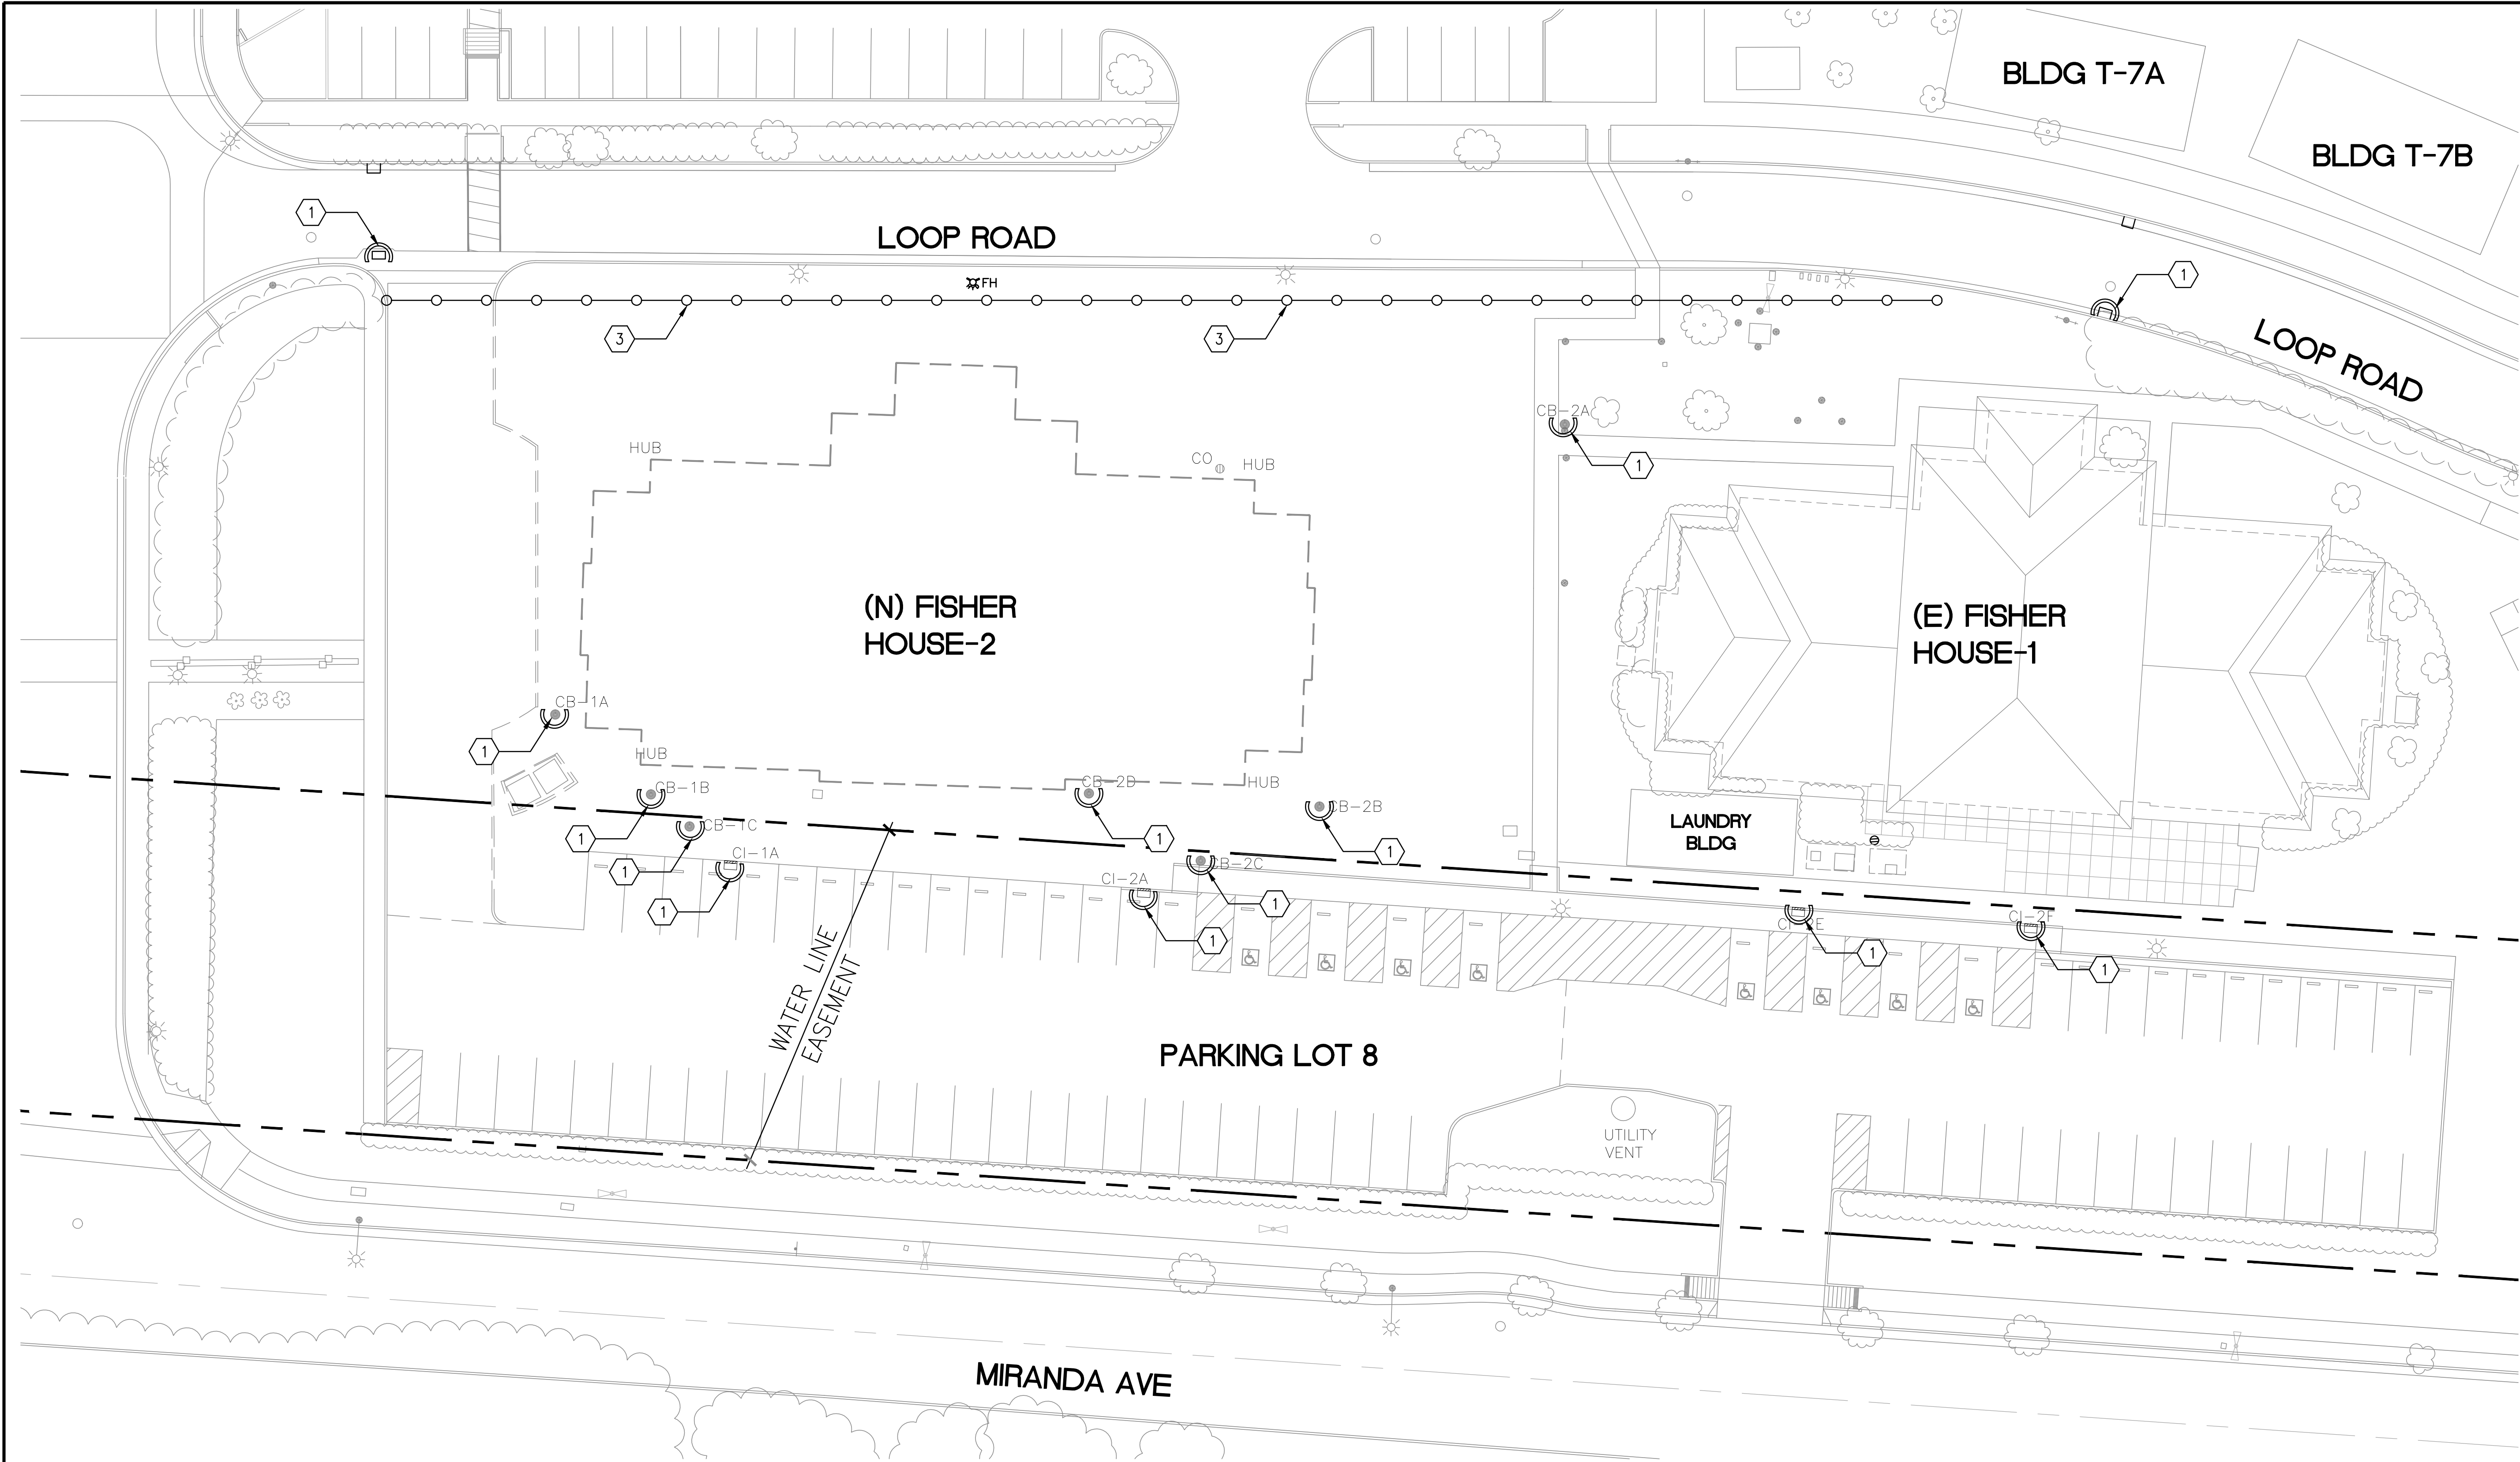 BLDG T-7A
BLDG T-7B
1
LOOP ROAD
1
FH
3
3
LOOP ROAD
CB-2A
1
HUB
CO
HUB
(N) FISHER
HOUSE-2
(E) FISHER
HOUSE-1
CB-1A
1
HUB
CB-1B
CB-2D
HUB
CB-2B
1
CB-1C
1
1
LAUNDRY
BLDG
CI-1A
1
CB-2C
CI-2A
1
1
1
CI-2E
CI-2F
1
1
WATER LINE
EASEMENT
PARKING LOT 8
UTILITY
VENT
MIRANDA AVE